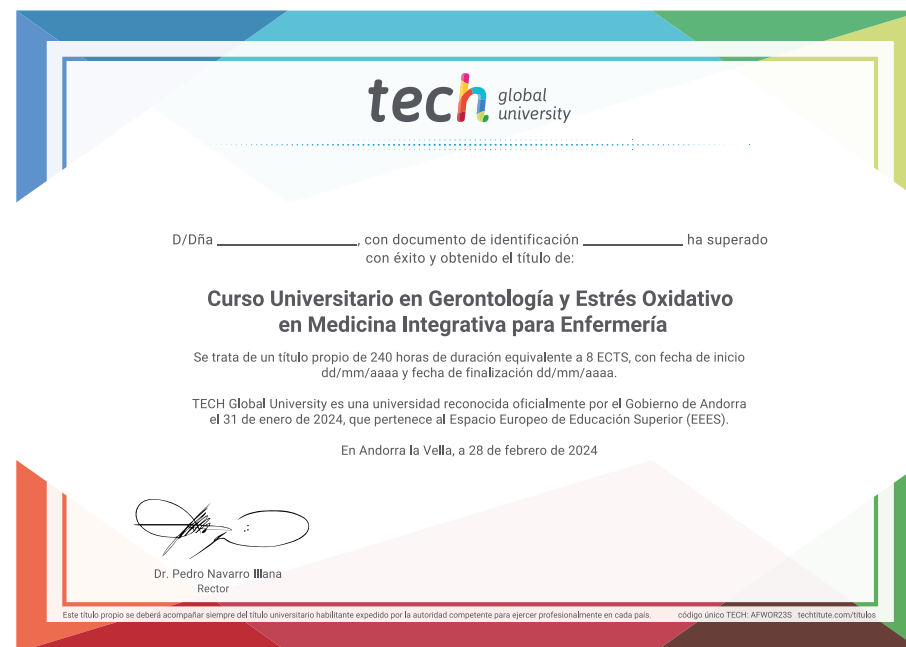 tech global university
D/Dña ____________________, con documento de identificación ______________ ha superado
con éxito y obtenido el título de:
Curso Universitario en Gerontología y Estrés Oxidativo
en Medicina Integrativa para Enfermería
Se trata de un título propio de 240 horas de duración equivalente a 8 ECTS, con fecha de inicio
dd/mm/aaaa y fecha de finalización dd/mm/aaaa.
TECH Global University es una universidad reconocida oficialmente por el Gobierno de Andorra
el 31 de enero de 2024, que pertenece al Espacio Europeo de Educación Superior (EEES).
En Andorra la Vella, a 28 de febrero de 2024
Dr. Pedro Navarro Illana
Rector
Este título propio se deberá acompañar siempre del título universitario habilitante expedido por la autoridad competente para ejercer profesionalmente en cada país. código único TECH: AFWOR23S techtitute.com/titulos